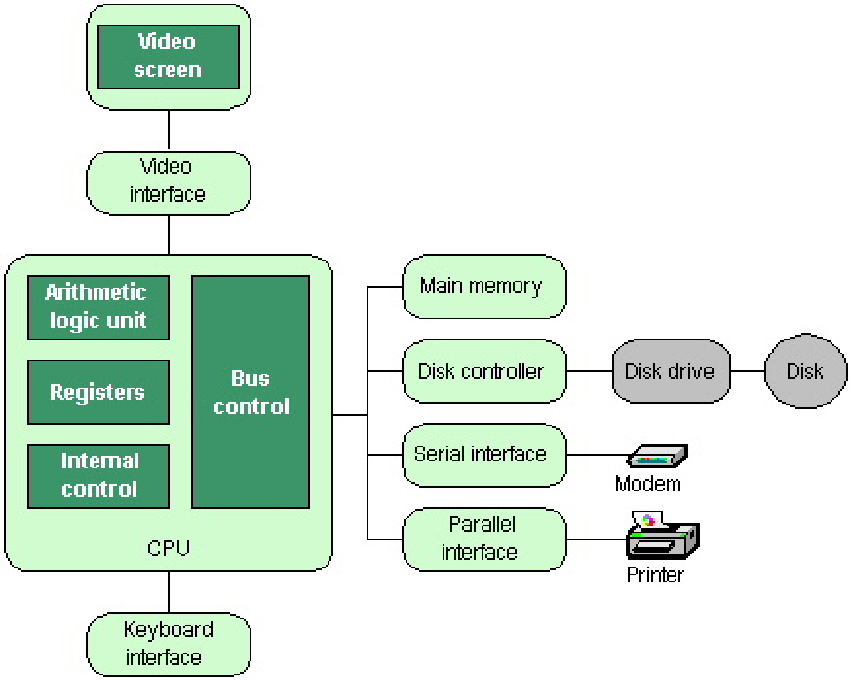 Video
screen
Video
interface
Arithmetic
logic unit
Registers
Internal
control
Bus
control
CPU
Main memory
Disk controller
Disk drive
Disk
Serial interface
Modem
Parallel
interface
Printer
Keyboard
interface